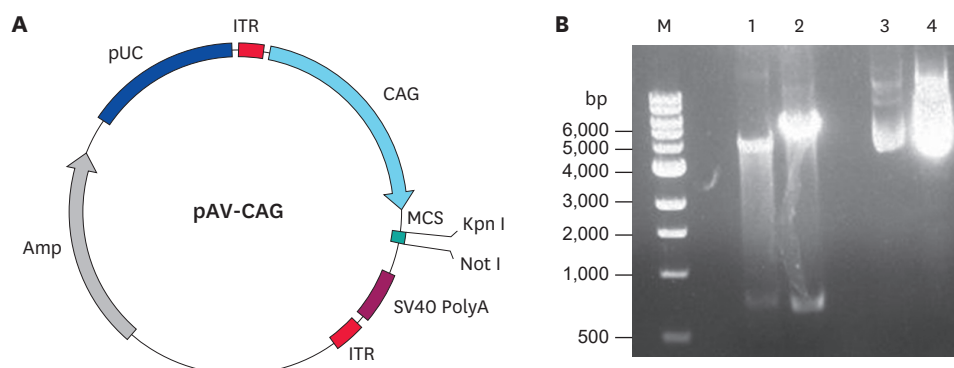 A
ITR
pUC
CAG
pAV-CAG
MCS
Kpn I
Not I
Amp
SV40 PolyA
ITR
B
M 1 2 3 4
bp
6,000
5,000
4,000
3,000
2,000
1,000
500